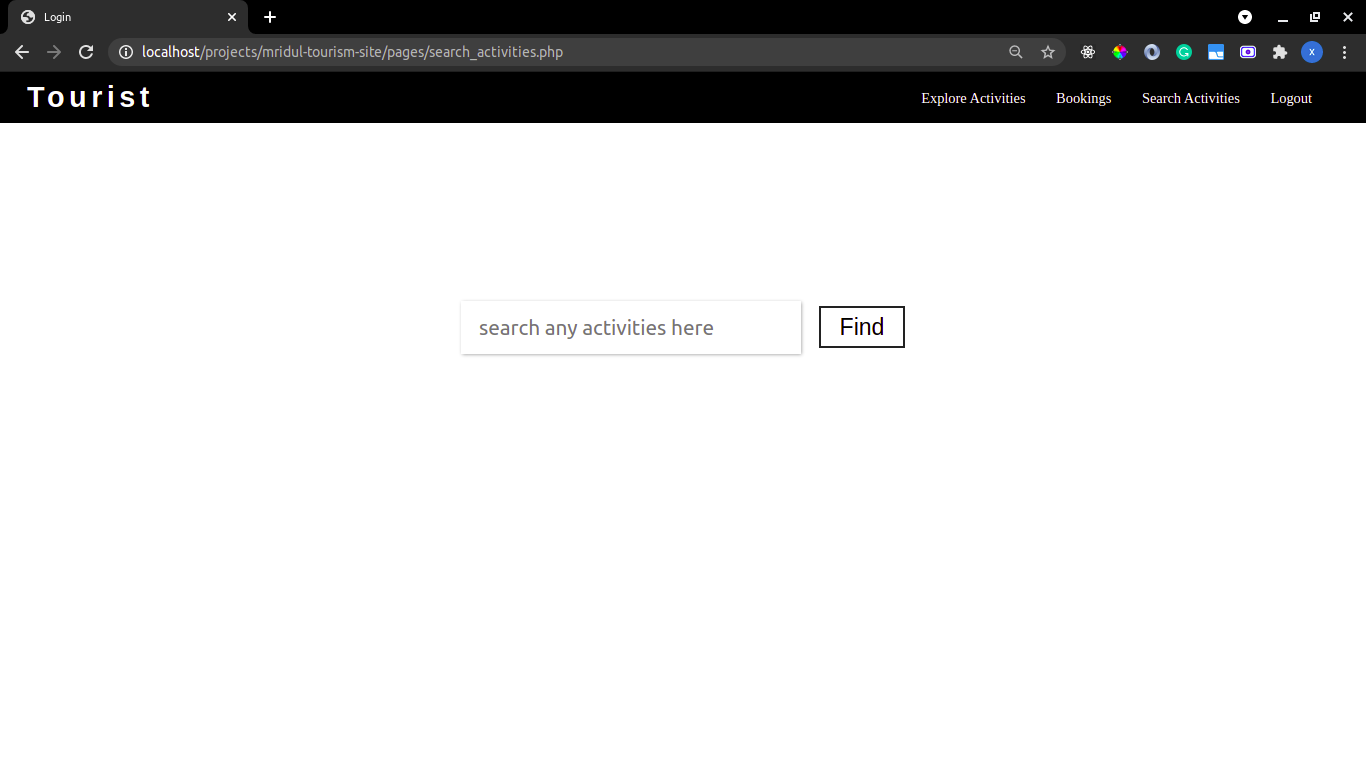 Login
localhost/projects/mridul-tourism-site/pages/search_activities.php
X
Tourist
Explore Activities Bookings Search Activities Logout
search any activities here Find